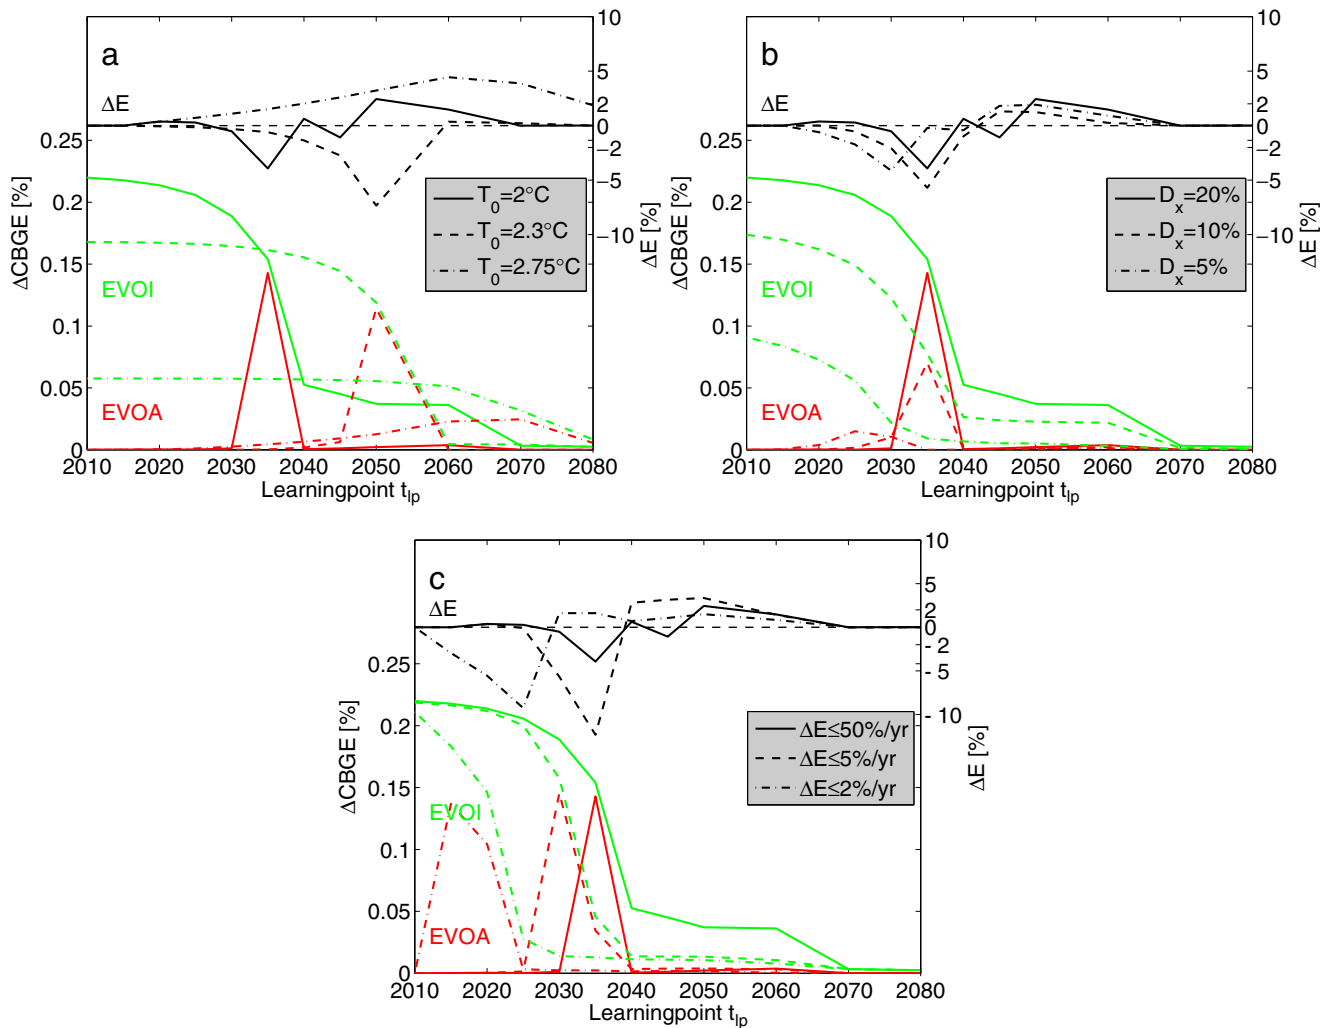 a
ΔE
10
5
2
0
−2
−5
−10
ΔE [%]
0.25
0.2
0.15
0.1
0.05
0
ΔCBGE [%]
T0=2°C
T0=2.3°C
T0=2.75°C
EVOI
EVOA
2010 2020 2030 2040 2050 2060 2070 2080
Learningpoint tlp
b
ΔE
10
5
2
0
−2
−5
−10
ΔE [%]
0.25
0.2
0.15
0.1
0.05
0
ΔCBGE [%]
Dx=20%
Dx=10%
Dx=5%
EVOI
EVOA
2010 2020 2030 2040 2050 2060 2070 2080
Learningpoint tlp
c
ΔE
10
5
2
0
- 2
- 5
- 10
ΔE [%]
0.25
0.2
0.15
0.1
0.05
0
ΔCBGE [%]
ΔE≤50%/yr
ΔE≤5%/yr
ΔE≤2%/yr
EVOI
EVOA
2010 2020 2030 2040 2050 2060 2070 2080
Learningpoint tlp